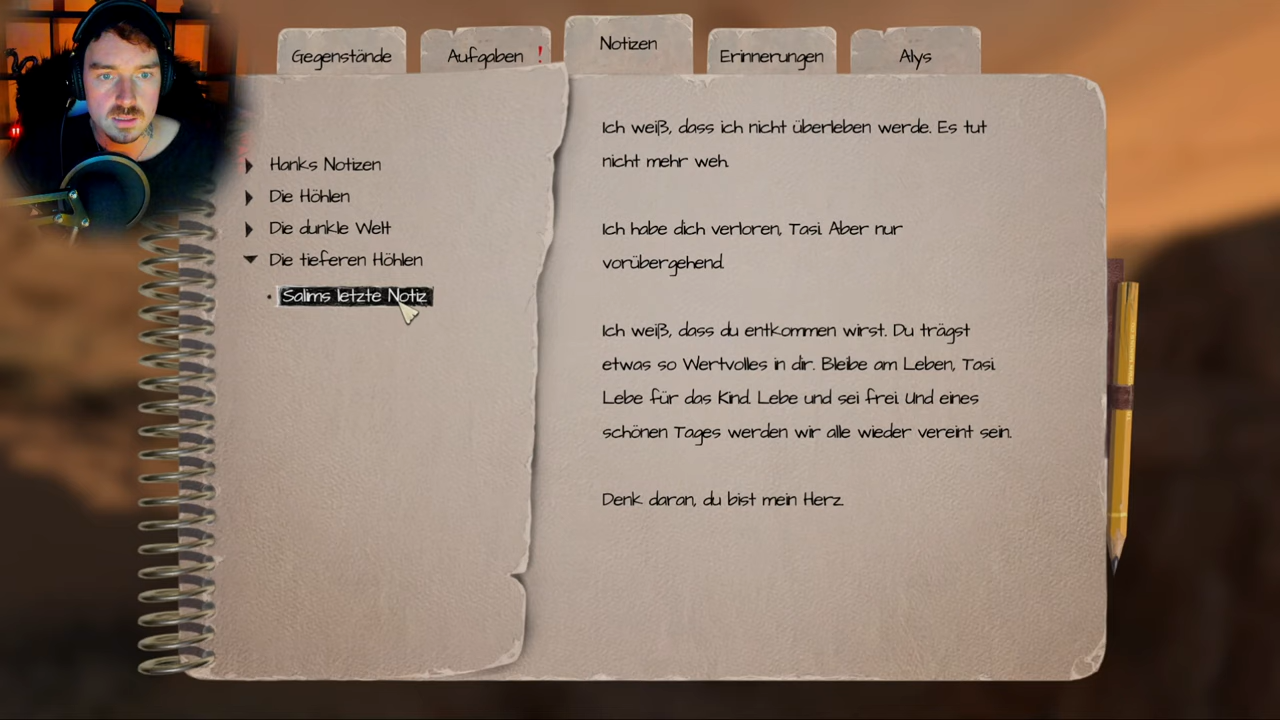 Gegenstände
Aufgaben !
Notizen
Erinnerungen
Alys
Hanks Notizen
Die Höhlen
Die dunkle Welt
Die tieferen Höhlen
• Salims letzte Notiz
Ich weiß, dass ich nicht überleben werde. Es tut
nicht mehr weh.
Ich habe dich verloren, Tasi. Aber nur
vorübergehend.
Ich weiß, dass du entkommen wirst. Du trägst
etwas so Wertvolles in dir. Bleibe am Leben, Tasi.
Lebe für das Kind. Lebe und sei frei. Und eines
schönen Tages werden wir alle wieder vereint sein.
Denk daran, du bist mein Herz.